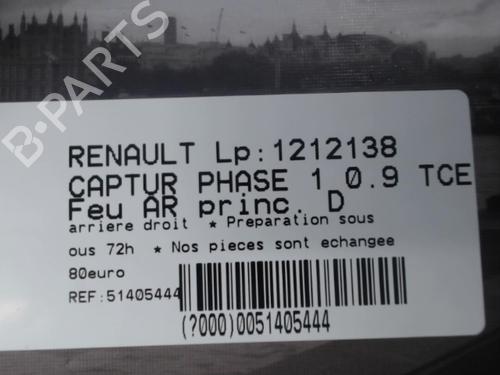 B-PARTS
RENAULT Lp:1212138
CAPTUR PHASE 1 0.9 TCE
Feu AR princ. D
arriere droit * Preparation sous
ous 72h * Nos pieces sont echangee
80euro
REF:51405444
(?000)0051405444